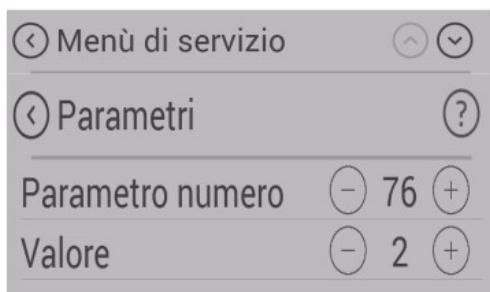 Menù di servizio
Parametri ?
Parametro numero - 76 +
Valore - 2 +